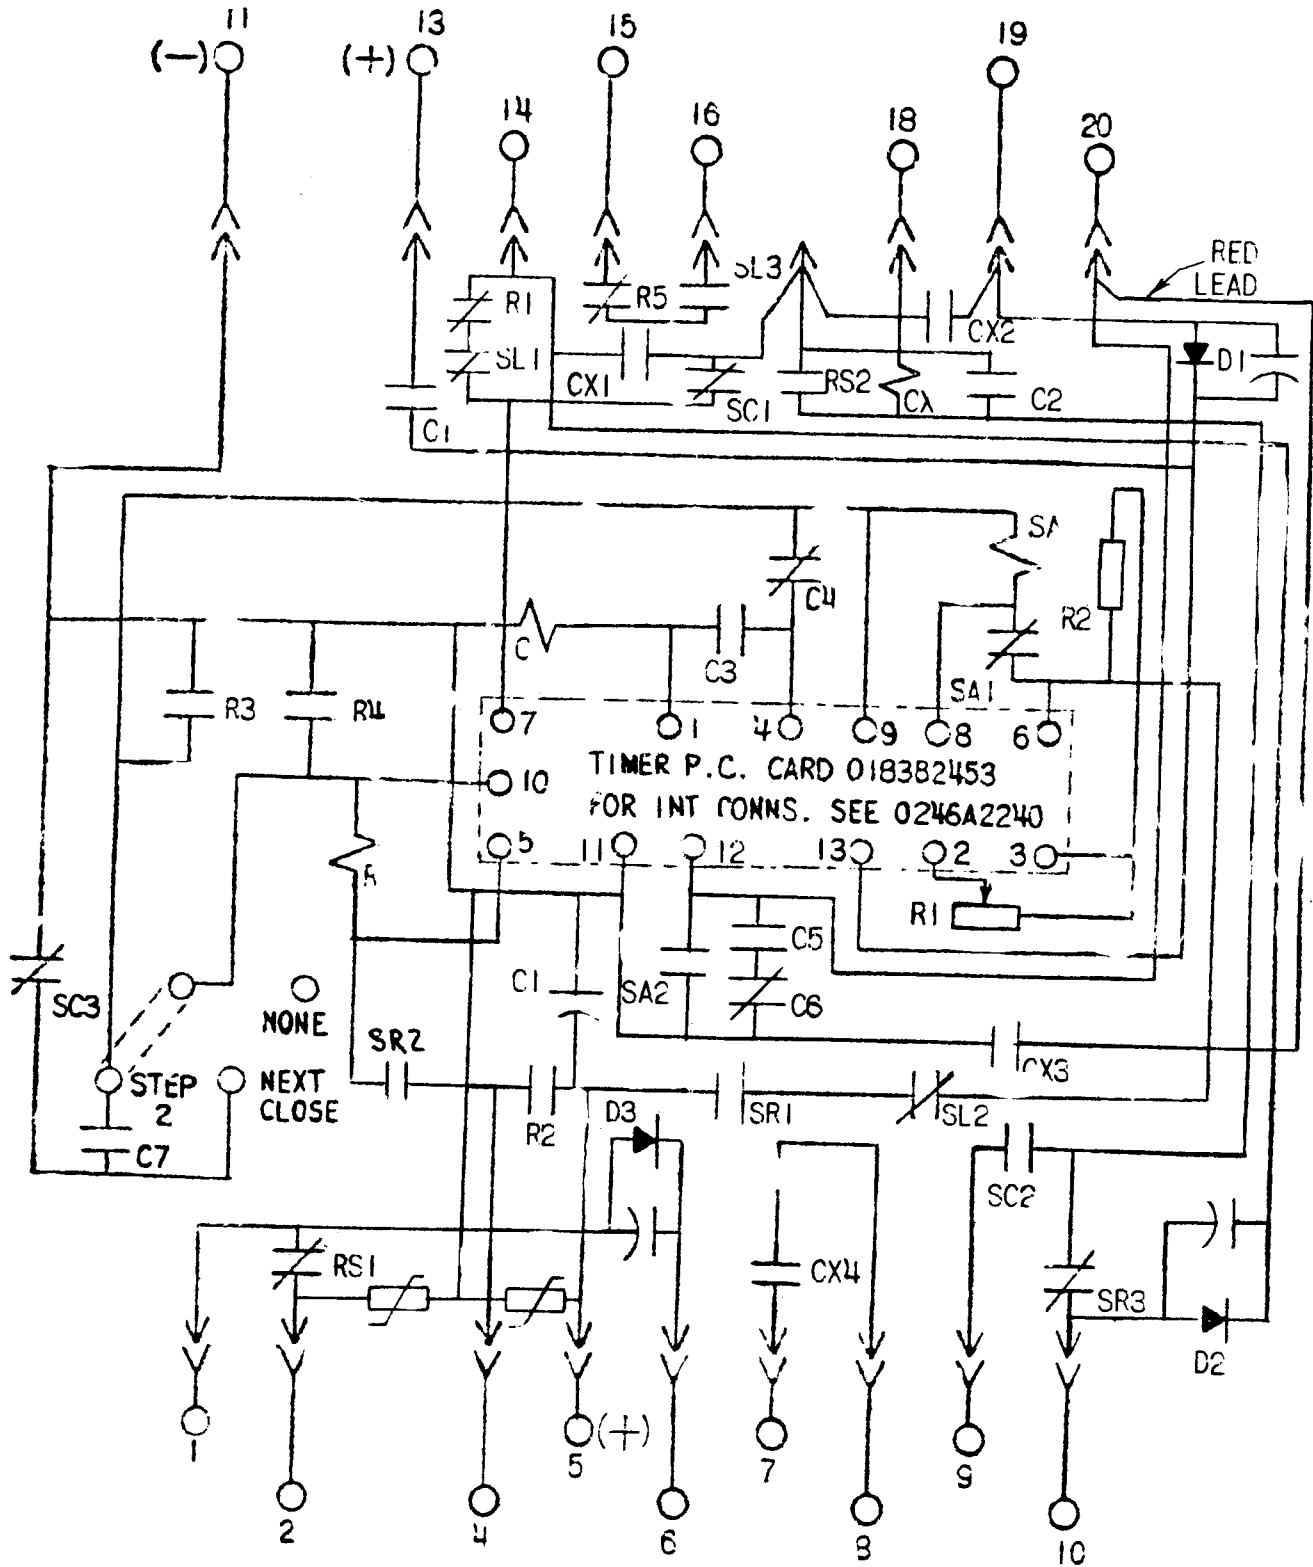 11
13
15
19
(—)
(+)
14
16
18
20
RED
LEAD
SL3
R1
R5
CX2
SL1
D1
CX1
SC1
RS2
C2
C1
SA
C4
R2
C
C3
SA1
R3
R4
7
1
4
9
8
6
TIMER P.C. CARD 0183B2453
10
FOR INT CONNS. SEE 0246A2240
5
11
12
13
2
3
R1
C5
C1
SA2
C6
SC3
NONE
SR2
CX3
STEP
2
NEXT
CLOSE
D3
R2
SR1
SL2
C7
SC2
RS1
CX4
SR3
D2
1
5
(+)
7
9
2
4
6
8
10